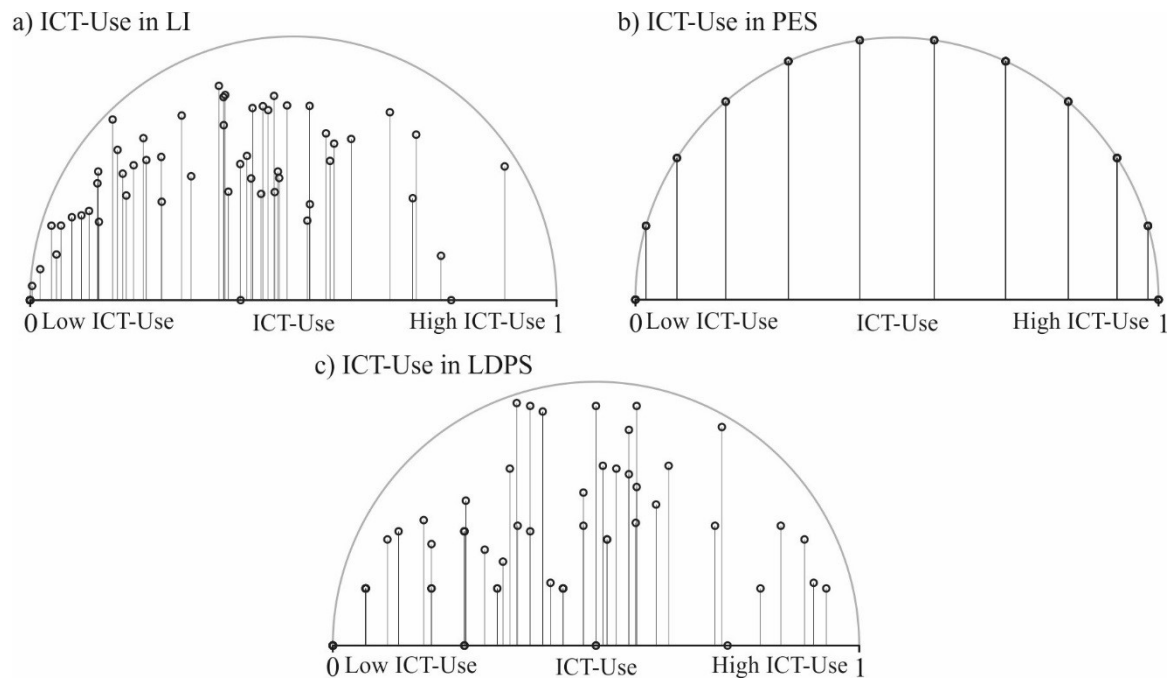 a) ICT-Use in LI
b) ICT-Use in PES
0 Low ICT-Use ICT-Use High ICT-Use 1
0 Low ICT-Use ICT-Use High ICT-Use 1
c) ICT-Use in LDPS
0 Low ICT-Use ICT-Use High ICT-Use 1